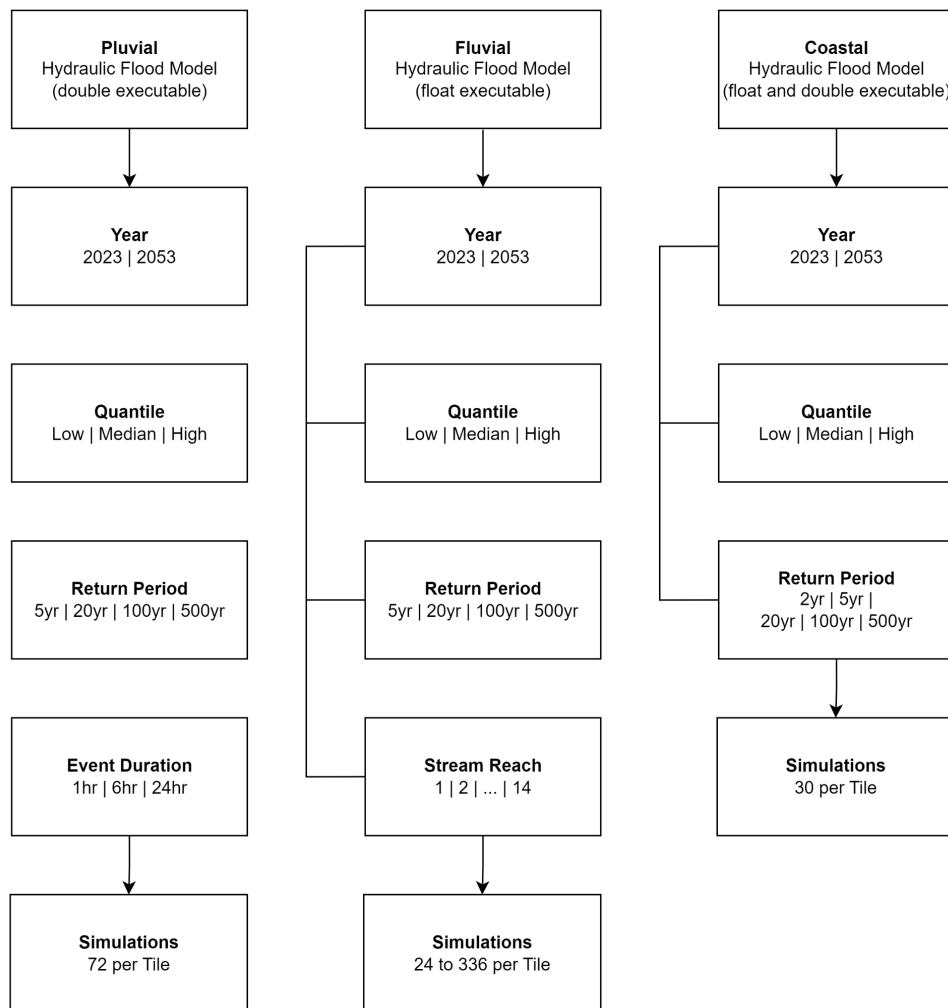 Pluvial
Hydraulic Flood Model
(double executable)
Year
2023 | 2053
Quantile
Low | Median | High
Return Period
5yr | 20yr | 100yr | 500yr
Event Duration
1hr | 6hr | 24hr
Simulations
72 per Tile
Fluvial
Hydraulic Flood Model
(float executable)
Year
2023 | 2053
Quantile
Low | Median | High
Return Period
5yr | 20yr | 100yr | 500yr
Stream Reach
1 | 2 | ... | 14
Simulations
24 to 336 per Tile
Coastal
Hydraulic Flood Model
(float and double executable)
Year
2023 | 2053
Quantile
Low | Median | High
Return Period
2yr | 5yr |
20yr | 100yr | 500yr
Simulations
30 per Tile